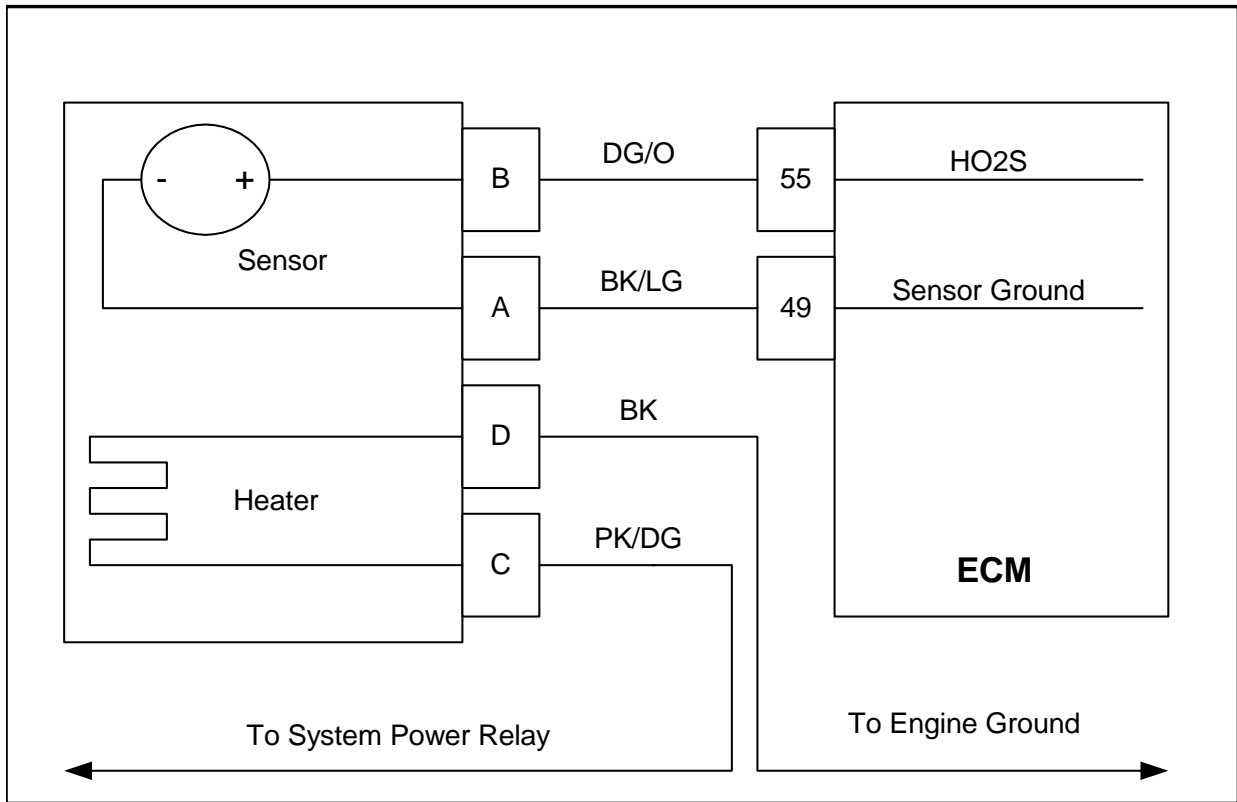 - +
Sensor
B
DG/O
55
HO2S
A
BK/LG
49
Sensor Ground
D
BK
Heater
C
PK/DG
ECM
To System Power Relay
To Engine Ground